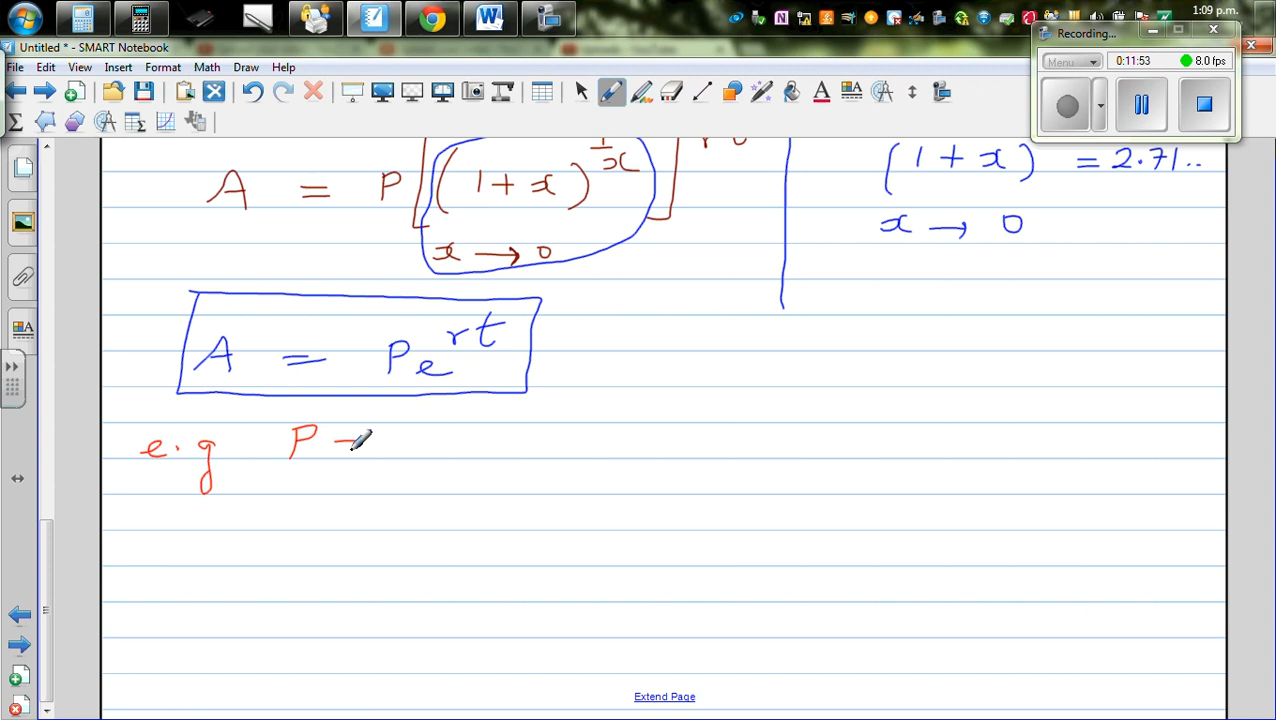 1:09 p.m.
Untitled * - SMART Notebook
Recording...
File Edit View Insert Format Math Draw Help
Menu 0:11:53 8.0 fps
A = P[(1 + x)^{1/x}]
x → 0
(1 + x) = 2.71..
x → 0
A = Pe^{rt}
e.g P -
Extend Page